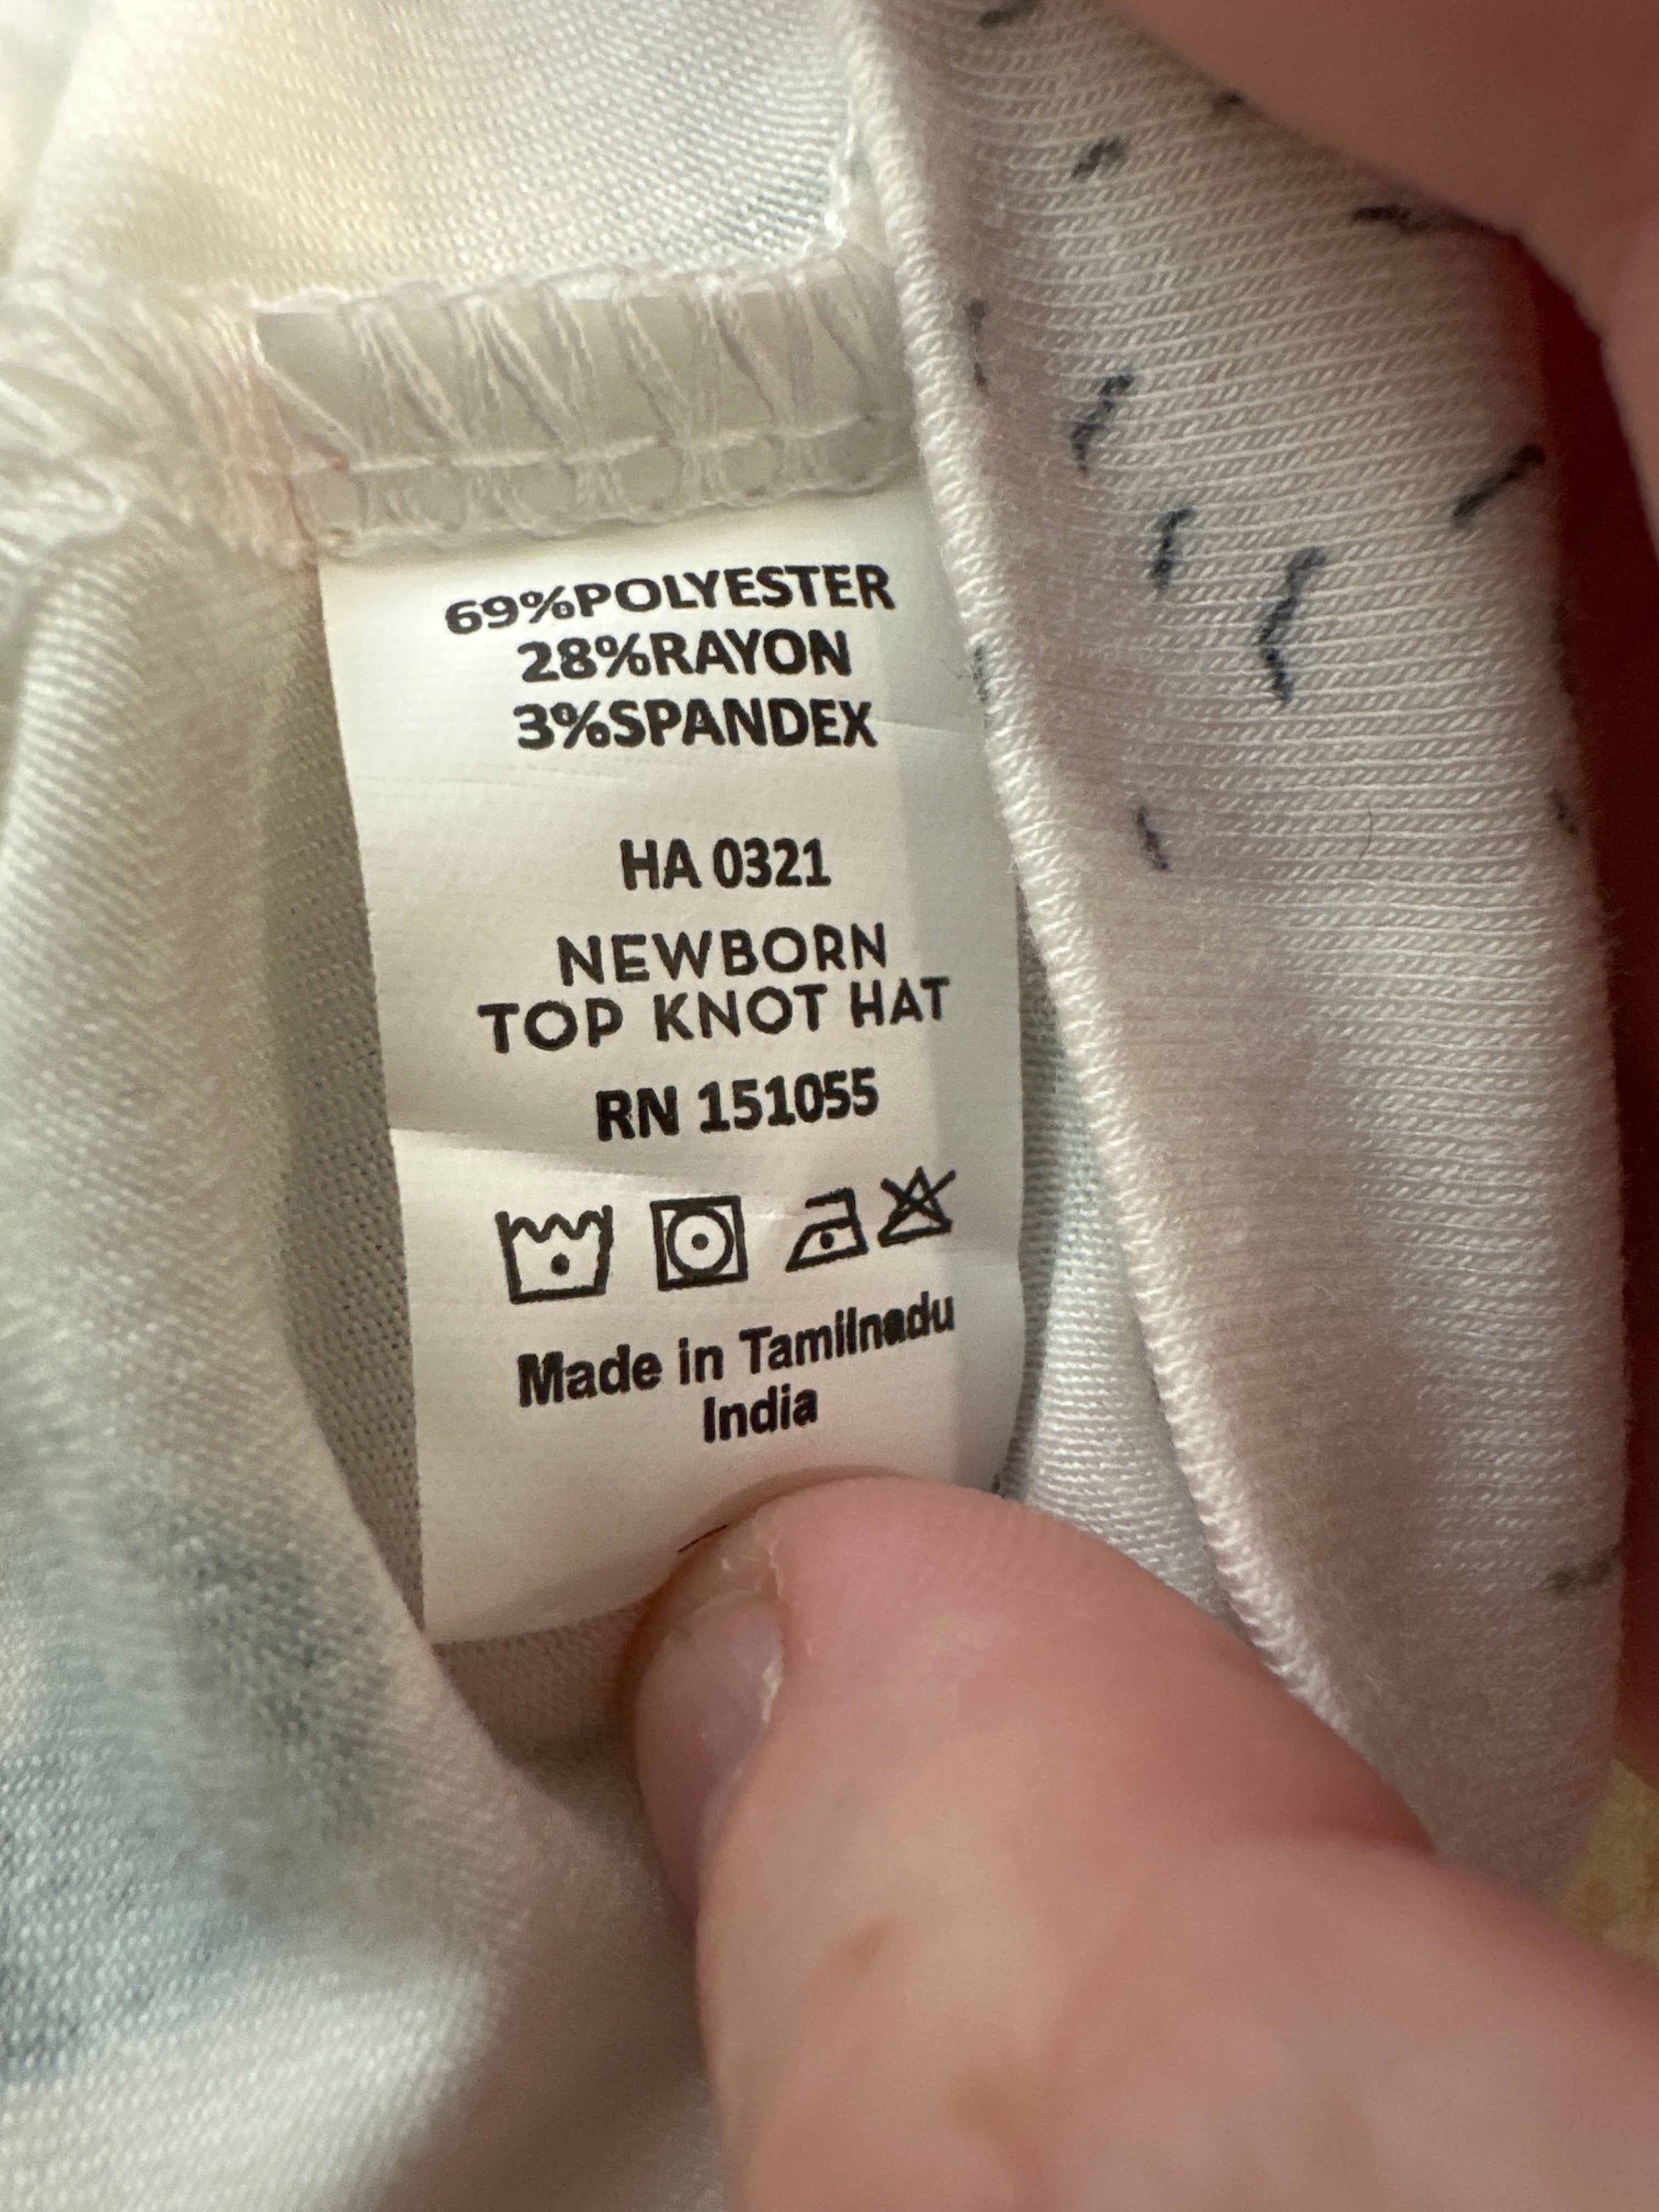 69%POLYESTER
28%RAYON
3%SPANDEX
HA 0321
NEWBORN
TOP KNOT HAT
RN 151055
Made in Tamilnadu
India